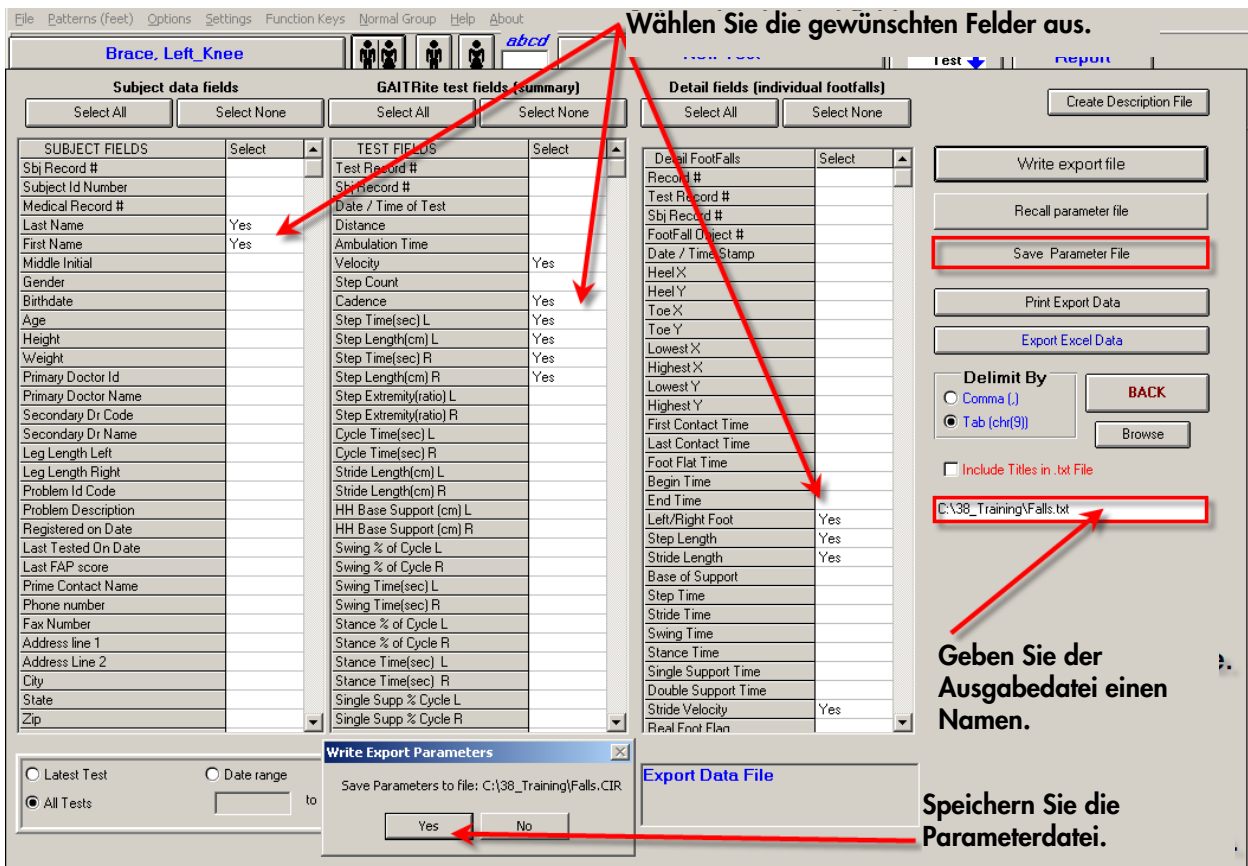 File Patterns (feet) Options Settings Function Keys Normal Group Help About
Wählen Sie die gewünschten Felder aus.
Brace, Left_Knee
abcd
Test
Report
Subject data fields
Select All Select None
SUBJECT FIELDS Select
Sbj Record #
Subject Id Number
Medical Record #
Last Name Yes
First Name Yes
Middle Initial
Gender
Birthdate
Age
Height
Weight
Primary Doctor Id
Primary Doctor Name
Secondary Dr Code
Secondary Dr Name
Leg Length Left
Leg Length Right
Problem Id Code
Problem Description
Registered on Date
Last Tested On Date
Last FAP score
Prime Contact Name
Phone number
Fax Number
Address line 1
Address Line 2
City
State
Zip
GAITRite test fields (summary)
Select All Select None
TEST FIELDS Select
Test Record #
Sbj Record #
Date / Time of Test
Distance
Ambulation Time
Velocity Yes
Step Count
Cadence Yes
Step Time(sec) L Yes
Step Length(cm) L Yes
Step Time(sec) R Yes
Step Length(cm) R Yes
Step Extremity(ratio) L
Step Extremity(ratio) R
Cycle Time(sec) L
Cycle Time(sec) R
Stride Length(cm) L
Stride Length(cm) R
HH Base Support (cm) L
HH Base Support (cm) R
Swing % of Cycle L
Swing % of Cycle R
Swing Time(sec) L
Swing Time(sec) R
Stance % of Cycle L
Stance % of Cycle R
Stance Time(sec) L
Stance Time(sec) R
Single Supp % Cycle L
Single Supp % Cycle R
Detail fields (individual footfalls)
Select All Select None
Detail FootFalls Select
Record #
Test Record #
Sbj Record #
FootFall Object #
Date / Time Stamp
Heel X
Heel Y
Toe X
Toe Y
Lowest X
Highest X
Lowest Y
Highest Y
First Contact Time
Last Contact Time
Foot Flat Time
Begin Time
End Time
Left/Right Foot Yes
Step Length Yes
Stride Length Yes
Base of Support
Step Time
Stride Time
Swing Time
Stance Time
Single Support Time
Double Support Time
Stride Velocity Yes
Real Foot Flag
Create Description File
Write export file
Recall parameter file
Save Parameter File
Print Export Data
Export Excel Data
Delimit By
Comma (,)
Tab (chr(9))
BACK
Browse
Include Titles in .txt File
C:\38_Training\Falls.txt
Geben Sie der
Ausgabedatei einen
Namen.
Latest Test Date range
All Tests to
Write Export Parameters
Save Parameters to file: C:\38_Training\Falls.CIR
Yes No
Export Data File
Speichern Sie die
Parameterdatei.